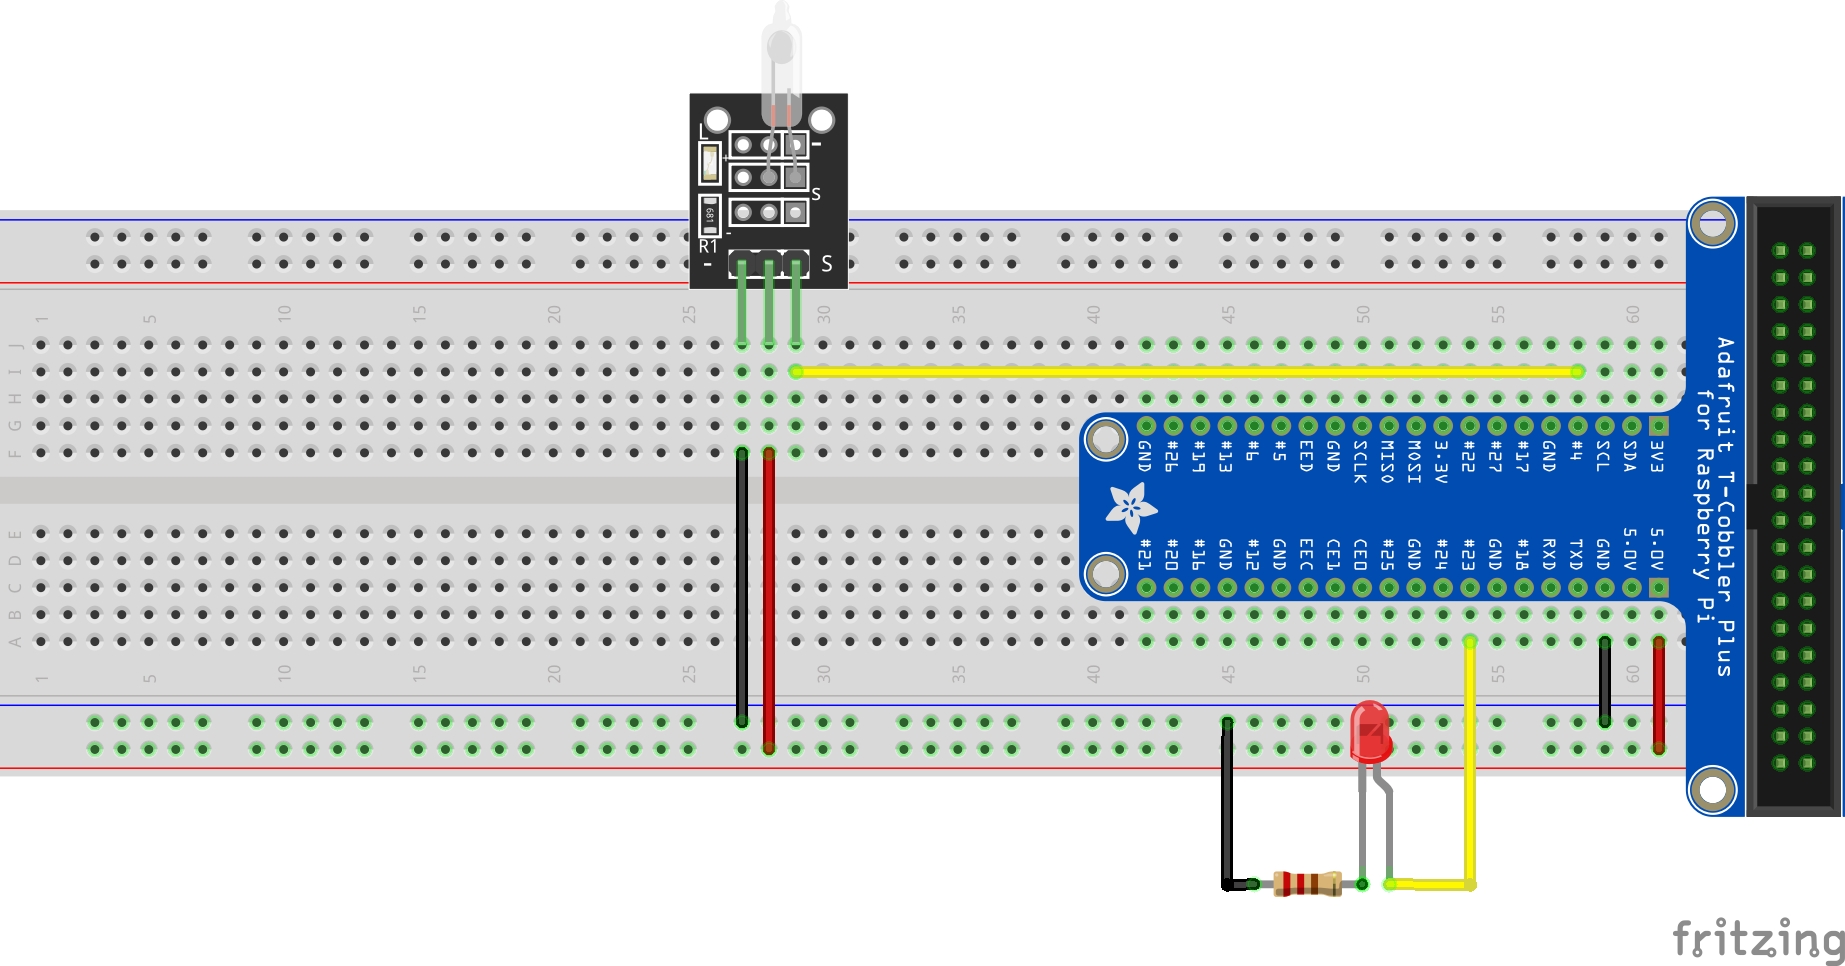 L
+
-
S
681
-
R1
-
S
1 5 10 15 20 25 30 35 40 45 50 55 60
J
I
H
G
F
GND #26 #19 #13 #6 #5 EED GND SCLK MISO MOSI 3.3V #22 #27 #17 GND #4 SCL SDA 3V3
Adafruit T-Cobbler Plus
for Raspberry Pi
E
D
C
B
A
#21 #20 #16 GND #12 GND EEC CE1 CE0 #25 GND #24 #23 GND #18 RXD TXD GND 5.0V 5.0V
1 5 10 15 20 25 30 35 40 45 50 55 60
fritzing